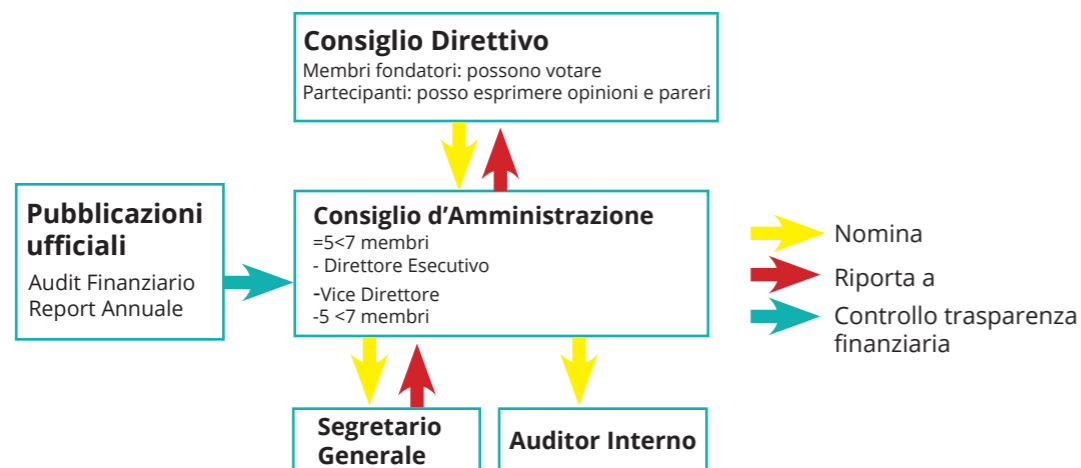 Consiglio Direttivo
Membri fondatori: possono votare
Partecipanti: posso esprimere opinioni e pareri
Pubblicazioni
ufficiali
Audit Finanziario
Report Annuale
Consiglio d'Amministrazione
=5<7 membri
- Direttore Esecutivo
-Vice Direttore
-5 <7 membri
Nomina
Riporta a
Controllo trasparenza
finanziaria
Segretario
Generale
Auditor Interno